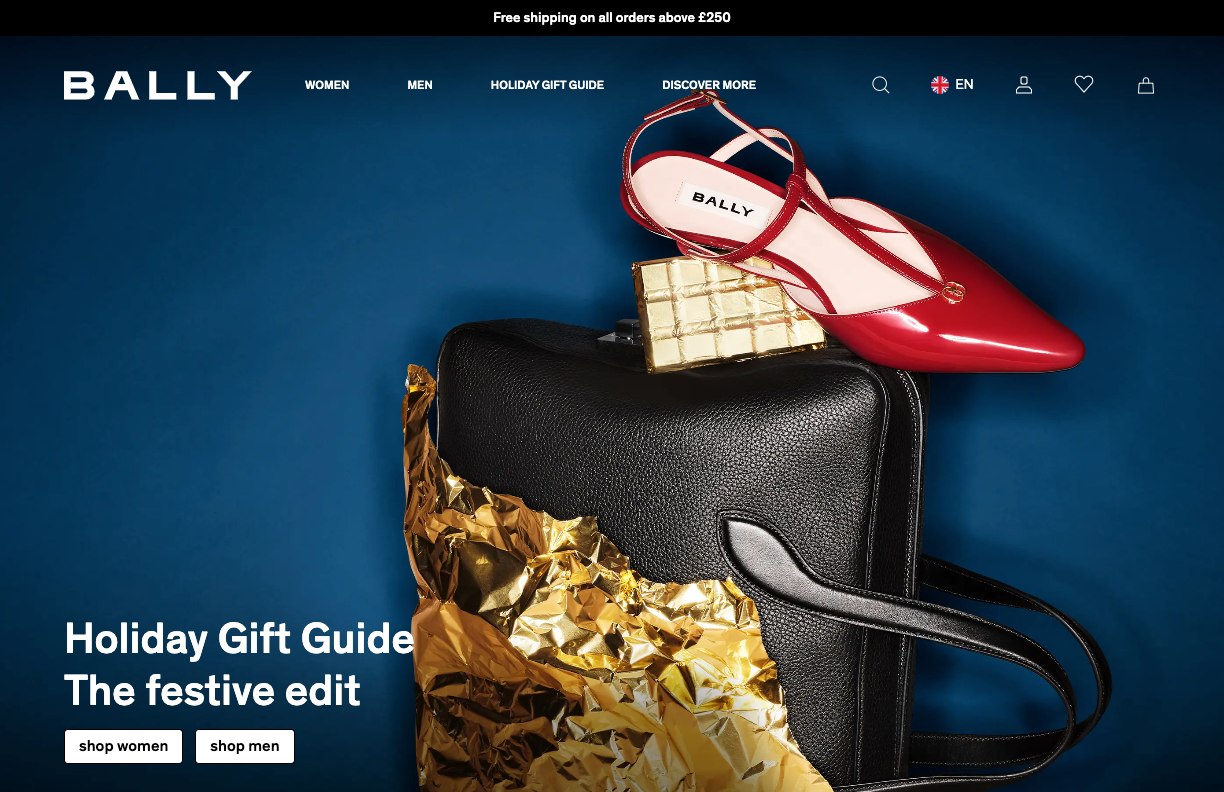 Free shipping on all orders above £250
BALLY
WOMEN
MEN
HOLIDAY GIFT GUIDE
DISCOVER MORE
EN
BALLY
Holiday Gift Guide
The festive edit
shop women
shop men